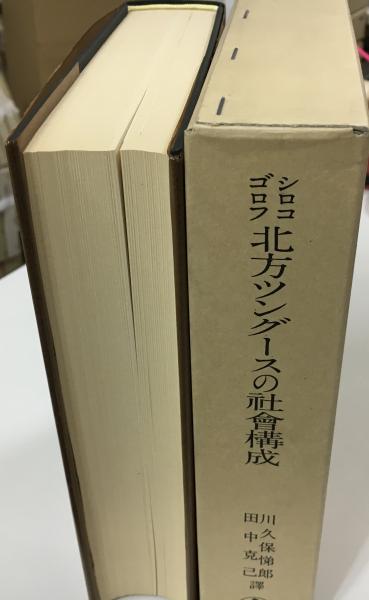 シロコ
ゴロフ
北方ツングースの社會構成
川久保悌郎
田中克己
譯